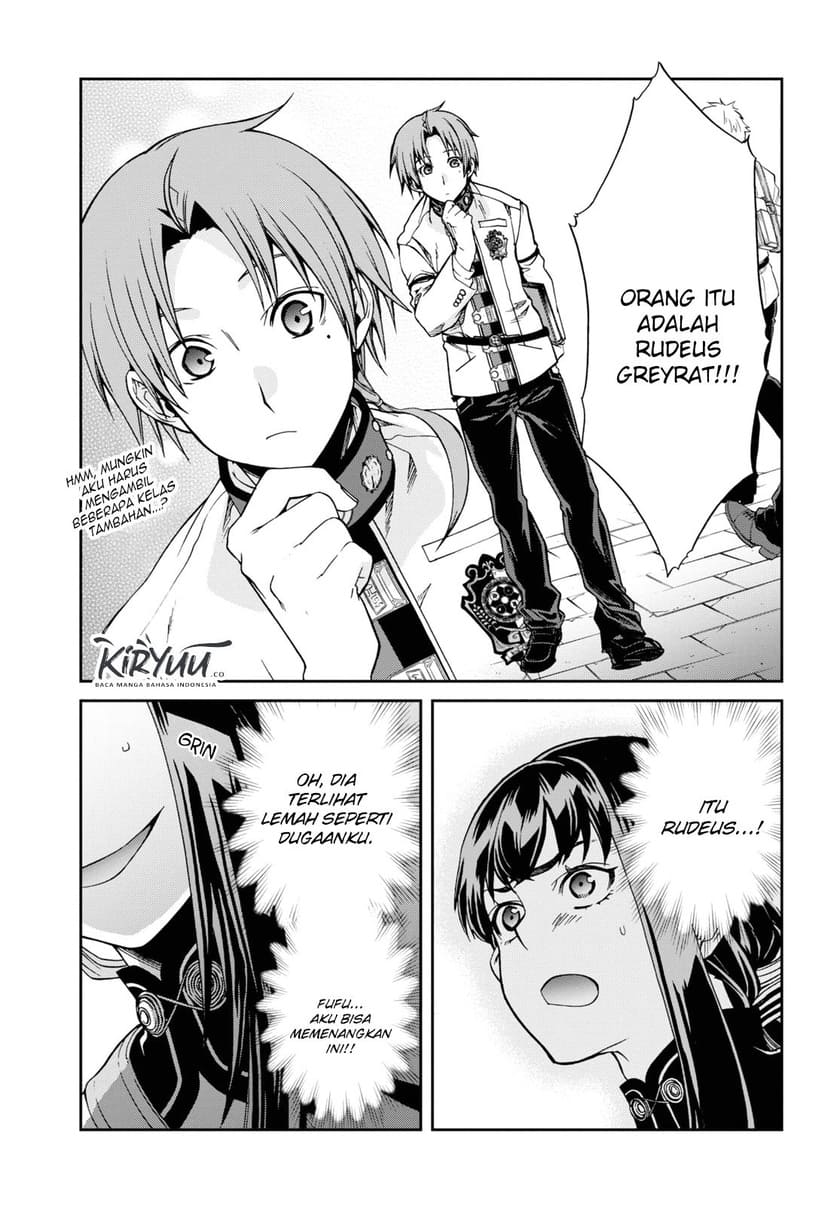 ORANG ITU
ADALAH
RUDEUS
GREYRAT!!!
HMM, MUNGKIN
AKU HARUS
MENGAMBIL
BEBERAPA KELAS
TAMBAHAN...?
KIRYUU.CO
BACA MANGA BAHASA INDONESIA
ITU
RUDEUS...!
GRIN
OH, DIA
TERLIHAT
LEMAH SEPERTI
DUGAANKU.
FUFU...
AKU BISA
MEMENANGKAN
INI!!